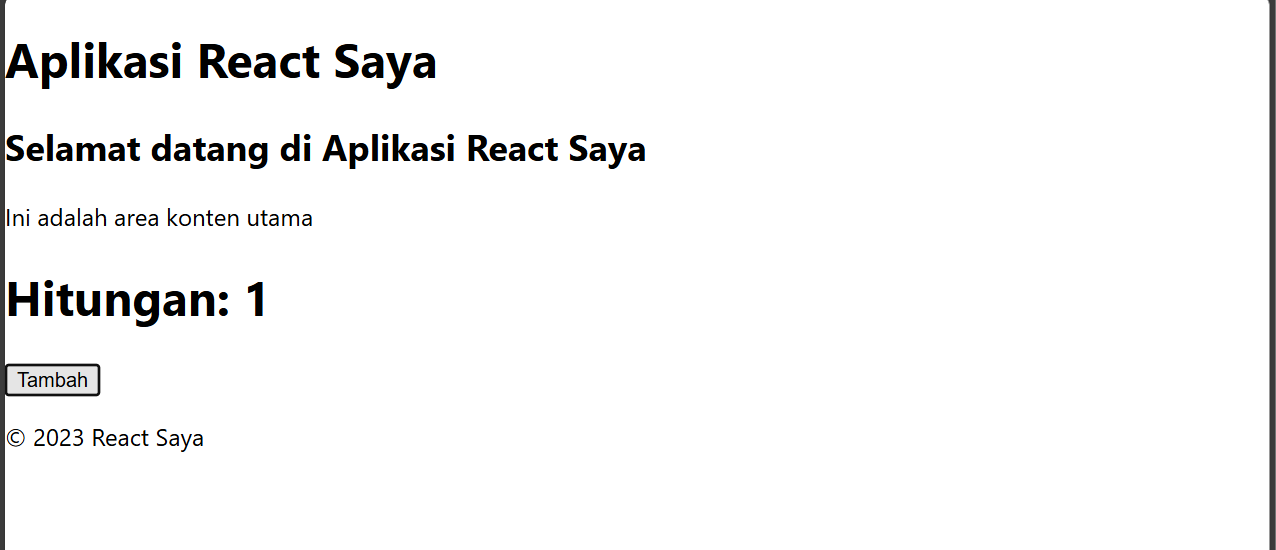 Aplikasi React Saya
Selamat datang di Aplikasi React Saya
Ini adalah area konten utama
Hitungan: 1
Tambah
© 2023 React Saya